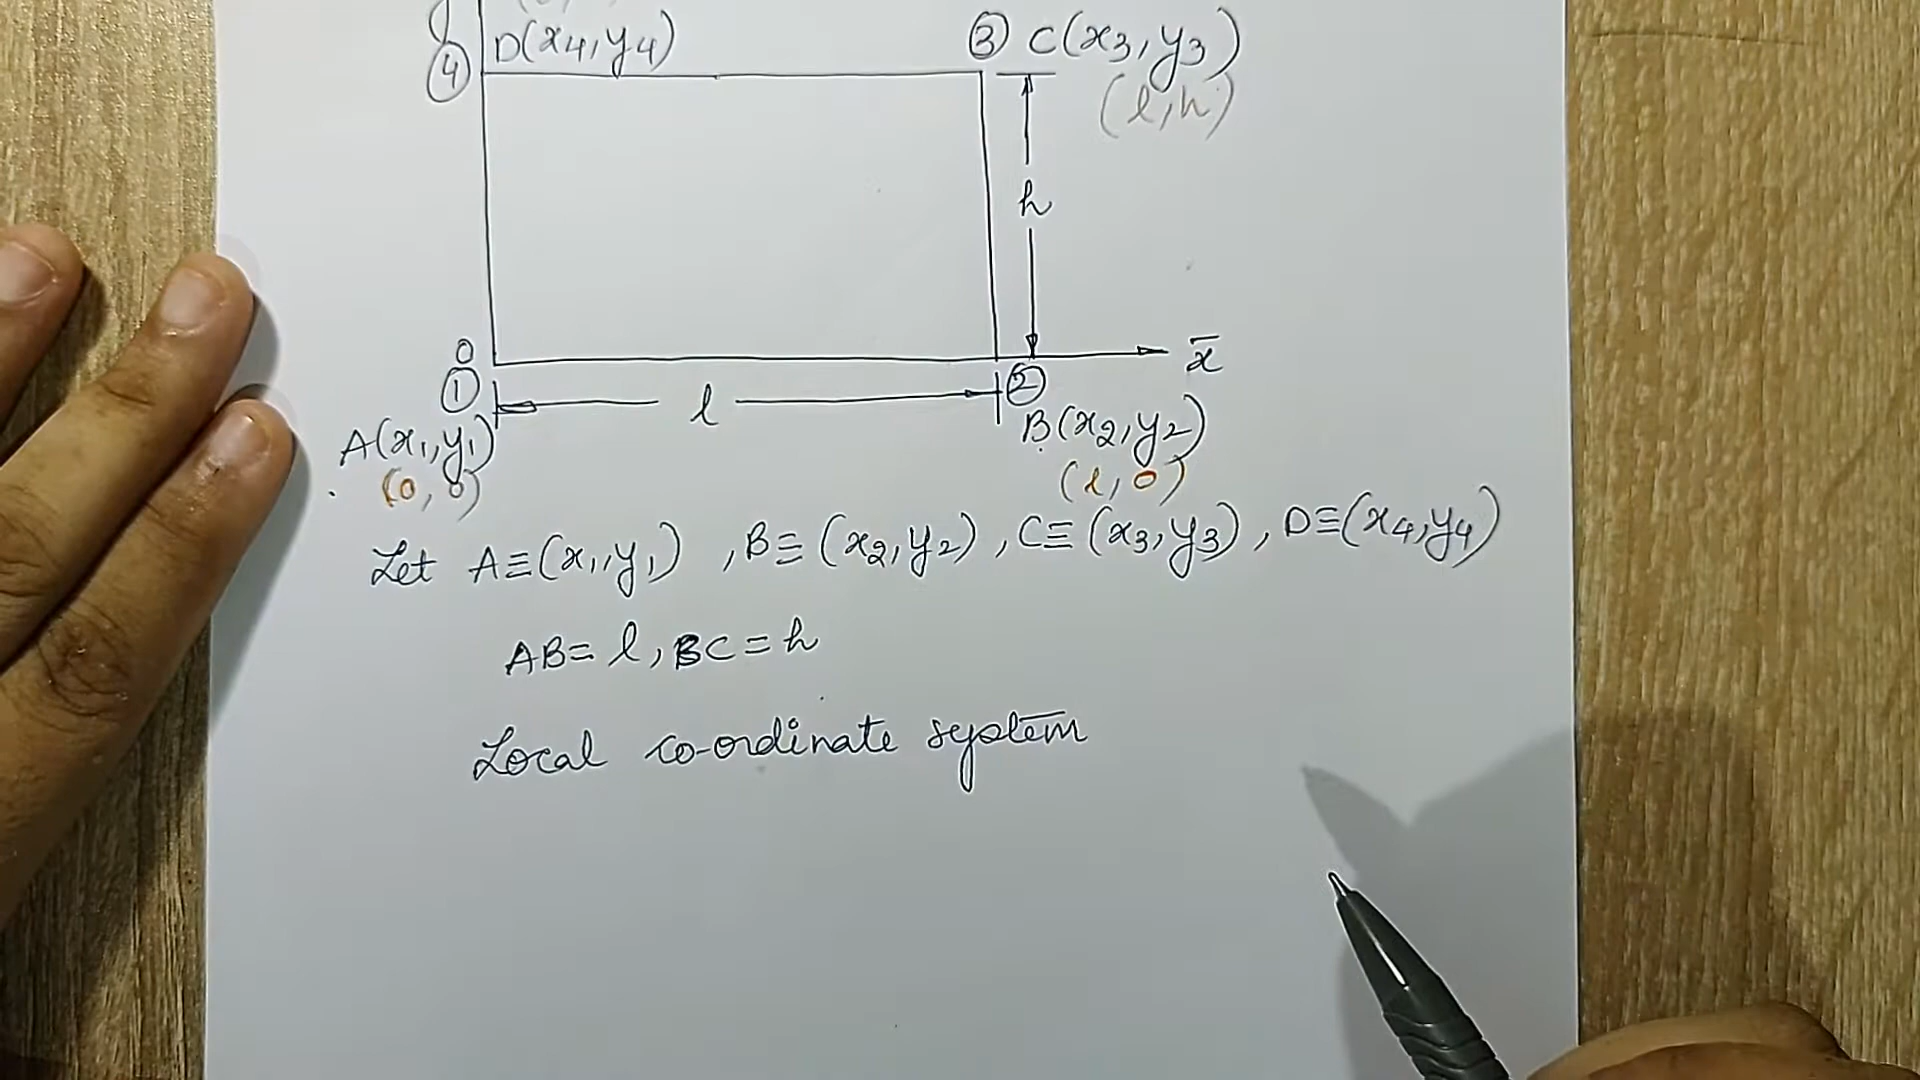 ④ D(x4, y4) ③ C(x3, y3)
(l, h)
h
0 x̄
① l ②
A(x1, y1) B(x2, y2)
(0, 0) (l, 0)
Let A≡(x1, y1) , B≡ (x2, y2) , C≡ (x3, y3) , D≡(x4, y4)
AB= l, BC = h
Local co-ordinate system